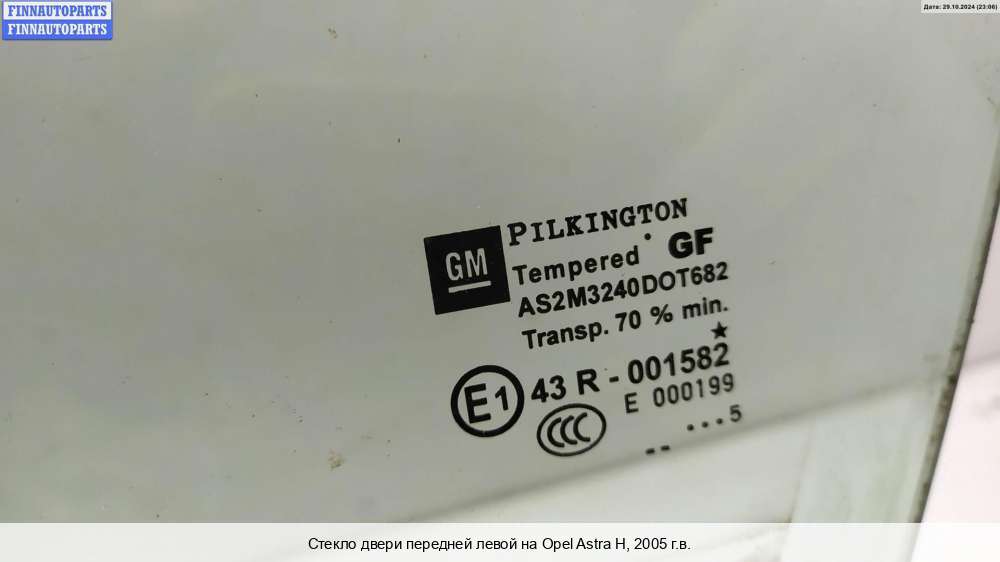 FINNAUTOPARTS
FINNAUTOPARTS
Дата: 29.10.2024 (23:06)
GM
PILKINGTON
Tempered GF
AS2M3240DOT682
Transp. 70 % min.
★
E1 43 R - 001582
CCC E 000199
...5
--
Стекло двери передней левой на Opel Astra H, 2005 г.в.